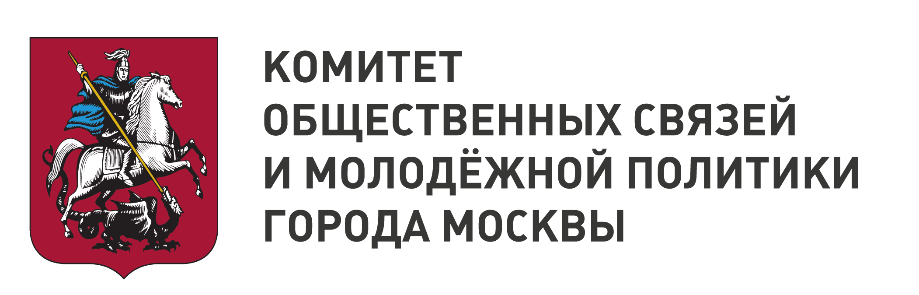 КОМИТЕТ
ОБЩЕСТВЕННЫХ СВЯЗЕЙ
И МОЛОДЁЖНОЙ ПОЛИТИКИ
ГОРОДА МОСКВЫ